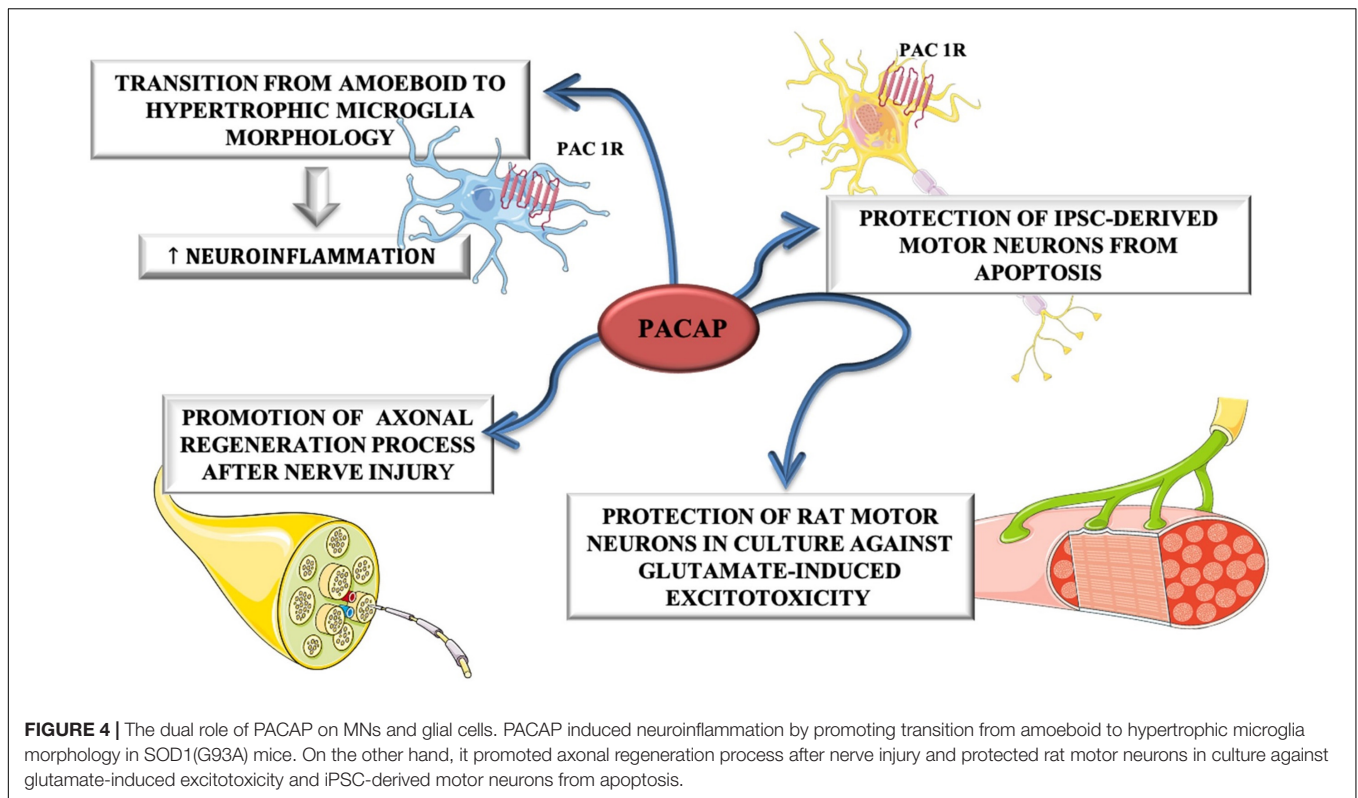 TRANSITION FROM AMOEBOID TO
HYPERTROPHIC MICROGLIA
MORPHOLOGY
↑ NEUROINFLAMMATION
PAC 1R
PAC 1R
PROTECTION OF IPSC-DERIVED
MOTOR NEURONS FROM
APOPTOSIS
PACAP
PROMOTION OF AXONAL
REGENERATION PROCESS
AFTER NERVE INJURY
PROTECTION OF RAT MOTOR
NEURONS IN CULTURE AGAINST
GLUTAMATE-INDUCED
EXCITOTOXICITY
FIGURE 4 | The dual role of PACAP on MNs and glial cells. PACAP induced neuroinflammation by promoting transition from amoeboid to hypertrophic microglia
morphology in SOD1(G93A) mice. On the other hand, it promoted axonal regeneration process after nerve injury and protected rat motor neurons in culture against
glutamate-induced excitotoxicity and iPSC-derived motor neurons from apoptosis.